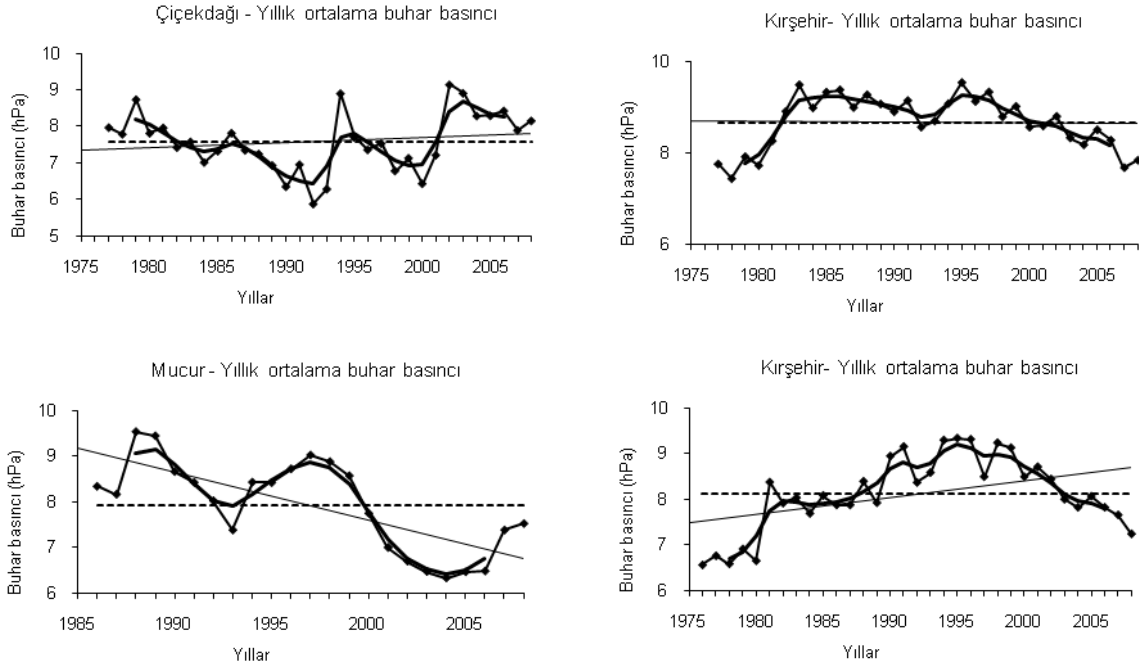 Çiçekdağı - Yıllık ortalama buhar basıncı
Buhar basıncı (hPa)
10
9
8
7
6
5
1975 1980 1985 1990 1995 2000 2005
Yıllar
Kırşehir- Yıllık ortalama buhar basıncı
Buhar basıncı (hPa)
10
8
6
1975 1980 1985 1990 1995 2000 2005
Yıllar
Mucur - Yıllık ortalama buhar basıncı
Buhar basıncı (hPa)
10
9
8
7
6
1985 1990 1995 2000 2005
Yıllar
Kırşehir- Yıllık ortalama buhar basıncı
Buhar basıncı (hPa)
10
9
8
7
6
1975 1980 1985 1990 1995 2000 2005
Yıllar